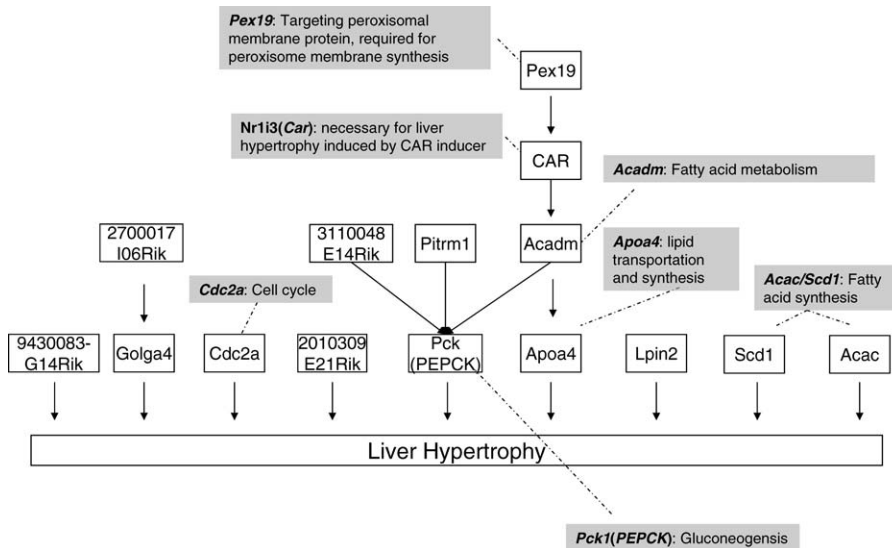 Pex19: Targeting peroxisomal
membrane protein, required for
peroxisome membrane synthesis
Pex19
Nr1i3(Car): necessary for liver
hypertrophy induced by CAR inducer
CAR
Acadm: Fatty acid metabolism
2700017
I06Rik
3110048
E14Rik
Pitrm1
Acadm
Apoa4: lipid
transportation
and synthesis
Acac/Scd1: Fatty
acid synthesis
Cdc2a: Cell cycle
9430083-
G14Rik
Golga4
Cdc2a
2010309
E21Rik
Pck
(PEPCK)
Apoa4
Lpin2
Scd1
Acac
Liver Hypertrophy
Pck1(PEPCK): Gluconeogensis